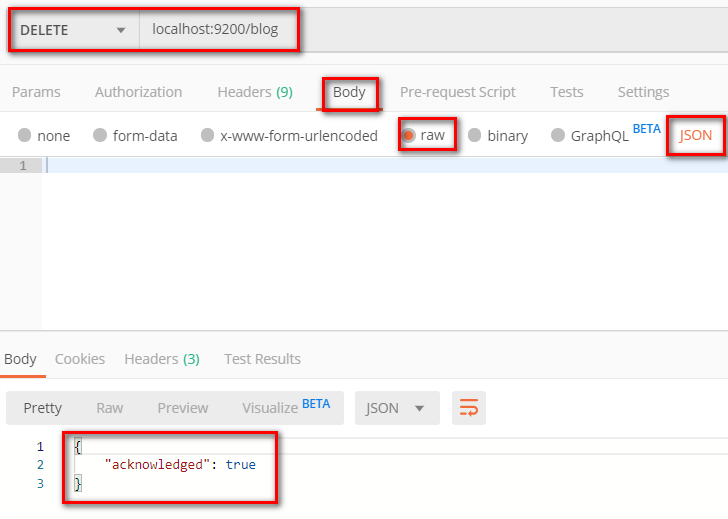 DELETE localhost:9200/blog
Params Authorization Headers (9) Body Pre-request Script Tests Settings
none form-data x-www-form-urlencoded raw binary GraphQL BETA JSON
1
Body Cookies Headers (3) Test Results
Pretty Raw Preview Visualize BETA JSON
1 {
2 "acknowledged": true
3 }